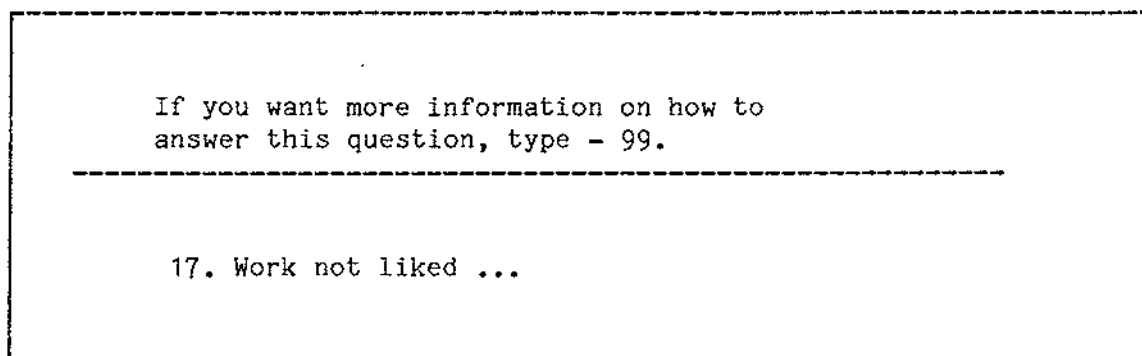 If you want more information on how to
answer this question, type - 99.
17. Work not liked ...